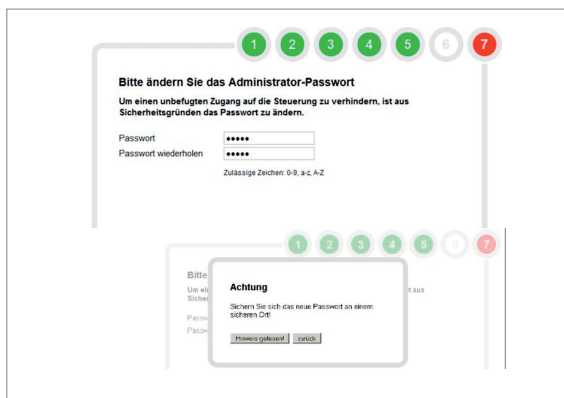 1 2 3 4 5 6 7
Bitte ändern Sie das Administrator-Passwort
Um einen unbefugten Zugang auf die Steuerung zu verhindern, ist aus
Sicherheitsgründen das Passwort zu ändern.
Passwort •••••
Passwort wiederholen •••••
Zulässige Zeichen: 0-9, a-z, A-Z
1 2 3 4 5 6 7
Bitte
Um ei t aus
Siche
Passw
Passw
Achtung
Sichern Sie sich das neue Passwort an einem
sicheren Ort!
Hinweis gelesen! zurück